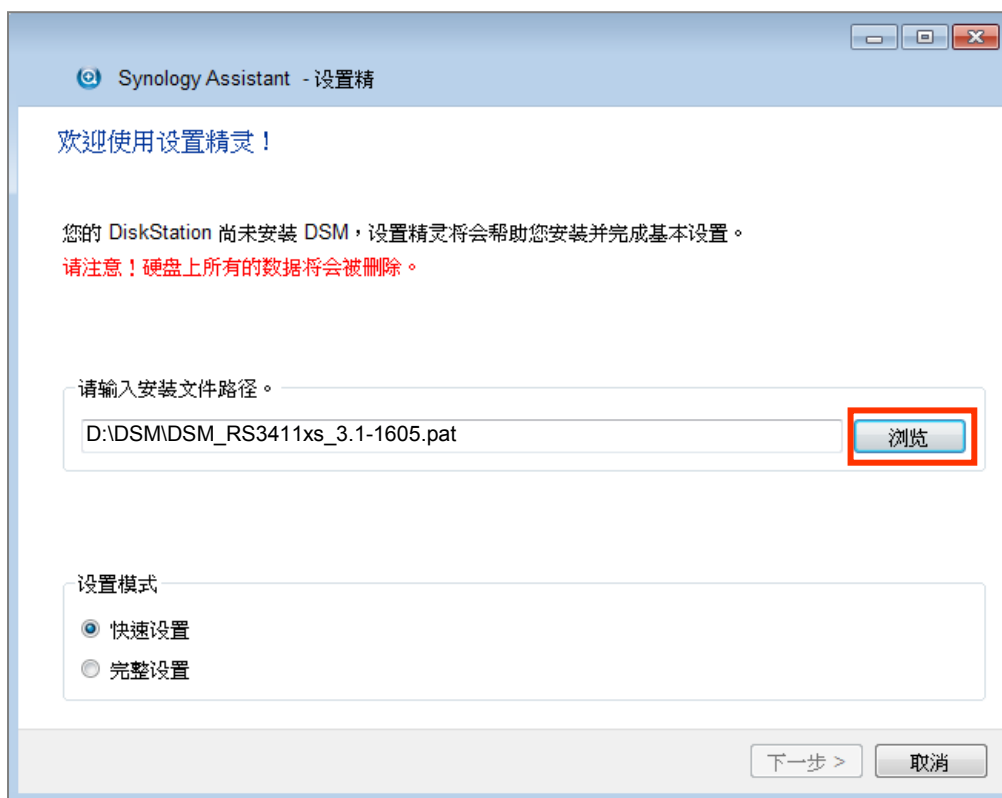 Synology Assistant - 设置精
欢迎使用设置精灵！
您的 DiskStation 尚未安装 DSM，设置精灵将会帮助您安装并完成基本设置。
请注意！硬盘上所有的数据将会被删除。
请输入安装文件路径。
D:\DSM\DSM_RS3411xs_3.1-1605.pat
浏览
设置模式
快速设置
完整设置
下一步 >
取消